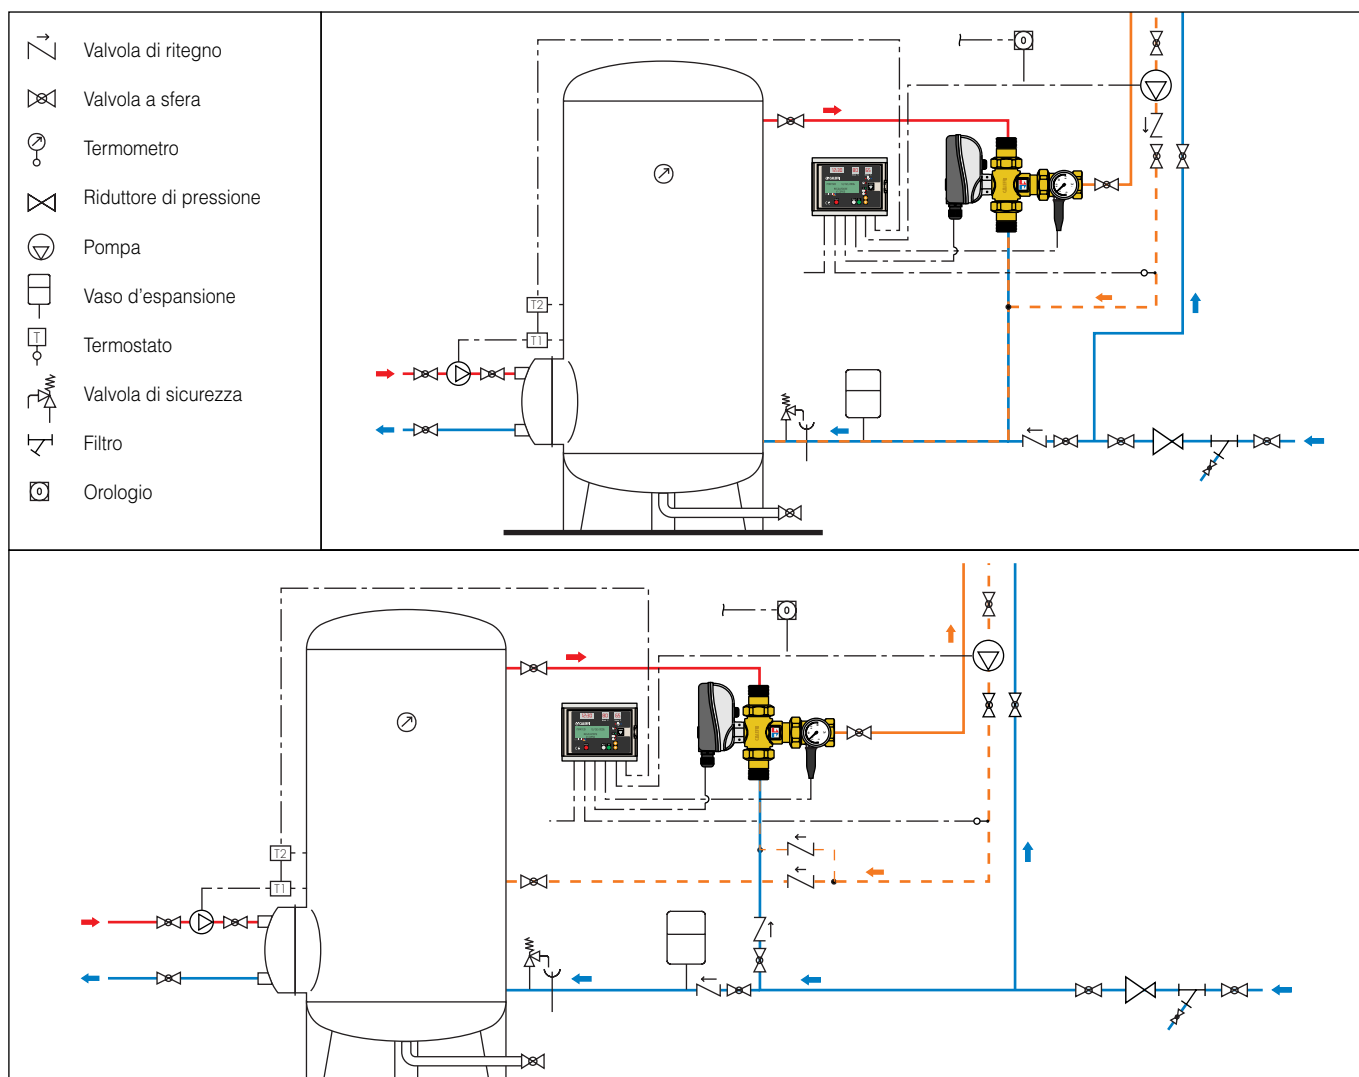 Valvola di ritegno
Valvola a sfera
Termometro
Riduttore di pressione
Pompa
Vaso d'espansione
T
Termostato
Valvola di sicurezza
Filtro
Orologio
T2
T1
T2
T1